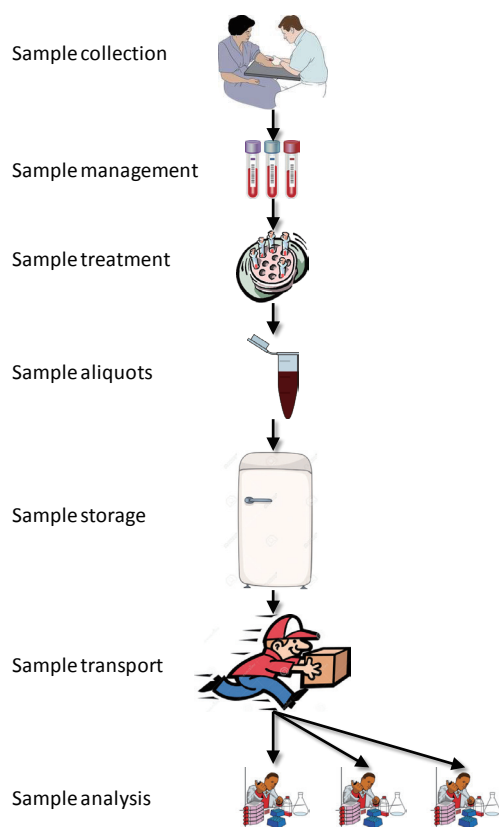 Sample collection
Sample management
Sample treatment
Sample aliquots
Sample storage
Sample transport
Sample analysis